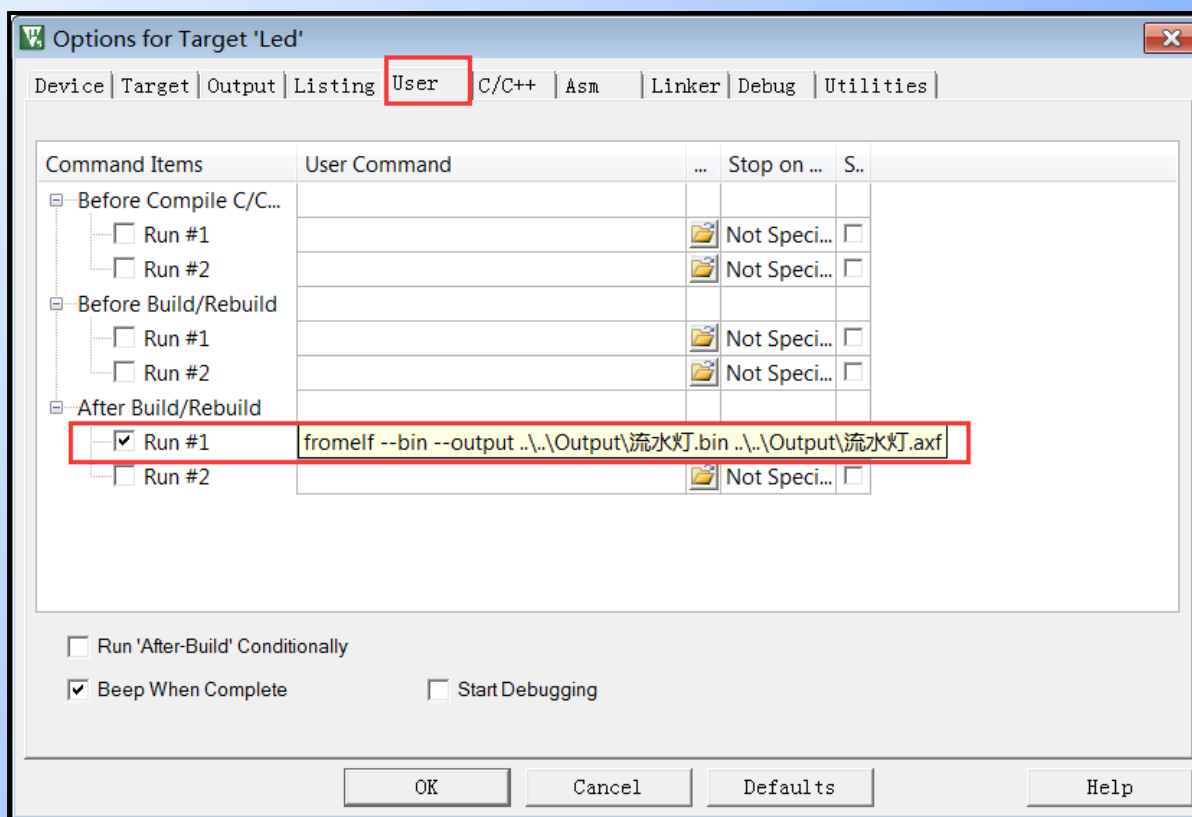 Options for Target 'Led'
Device Target Output Listing User C/C++ Asm Linker Debug Utilities
Command Items User Command ... Stop on ... S..
Before Compile C/C...
Run #1 Not Speci...
Run #2 Not Speci...
Before Build/Rebuild
Run #1 Not Speci...
Run #2 Not Speci...
After Build/Rebuild
Run #1 fromelf --bin --output ..\..\Output\流水灯.bin ..\..\Output\流水灯.axf
Run #2 Not Speci...
Run 'After-Build' Conditionally
Beep When Complete Start Debugging
OK Cancel Defaults Help